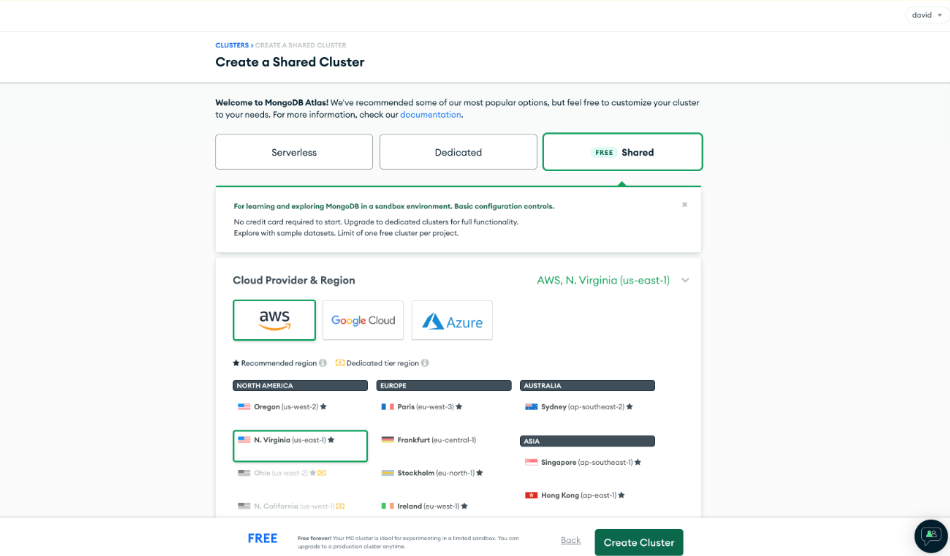 david
CLUSTERS > CREATE A SHARED CLUSTER
Create a Shared Cluster
Welcome to MongoDB Atlas! We've recommended some of our most popular options, but feel free to customize your cluster
to your needs. For more information, check our documentation.
Serverless
Dedicated
FREE Shared
For learning and exploring MongoDB in a sandbox environment. Basic configuration controls.
No credit card required to start. Upgrade to dedicated clusters for full functionality.
Explore with sample datasets. Limit of one free cluster per project.
Cloud Provider & Region
AWS, N. Virginia (us-east-1)
aws
Google Cloud
Azure
Recommended region
Dedicated tier region
NORTH AMERICA
Oregon (us-west-2)
N. Virginia (us-east-1)
Ohio (us-east-2)
N. California (us-west-1)
EUROPE
Paris (eu-west-3)
Frankfurt (eu-central-1)
Stockholm (eu-north-1)
Ireland (eu-west-1)
AUSTRALIA
Sydney (ap-southeast-2)
ASIA
Singapore (ap-southeast-1)
Hong Kong (ap-east-1)
FREE
Free forever! Your M0 cluster is ideal for experimenting in a limited sandbox. You can
upgrade to a production cluster anytime.
Back
Create Cluster